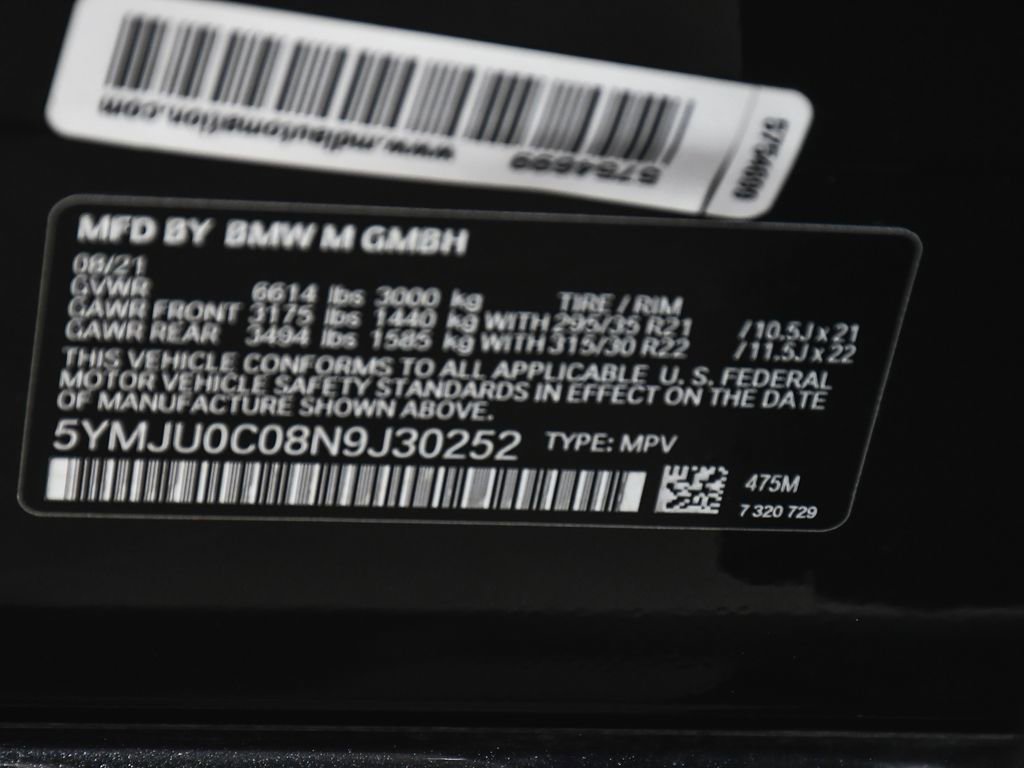 www.mdlautomation.com
5754699
5754699
MFD BY BMW M GMBH
08/21
GVWR 6614 lbs 3000 kg TIRE / RIM
GAWR FRONT 3175 lbs 1440 kg WITH 295/35 R21 /10.5J x 21
GAWR REAR 3494 lbs 1585 kg WITH 315/30 R22 /11.5J x 22
THIS VEHICLE CONFORMS TO ALL APPLICABLE U. S. FEDERAL
MOTOR VEHICLE SAFETY STANDARDS IN EFFECT ON THE DATE
OF MANUFACTURE SHOWN ABOVE.
5YMJU0C08N9J30252 TYPE: MPV
475M
7 320 729